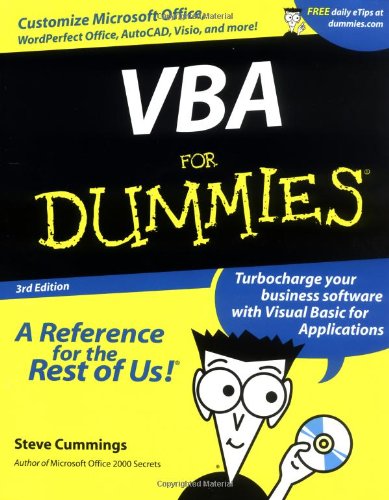 Customize Microsoft Office,
WordPerfect Office, AutoCAD, Visio, and more!
FREE daily eTips at
dummies.com®
VBA
FOR
DUMMIES®
3rd Edition
Turbocharge your
business software
with Visual Basic for
Applications
A Reference
for the
Rest of Us!®
Steve Cummings
Author of Microsoft Office 2000 Secrets